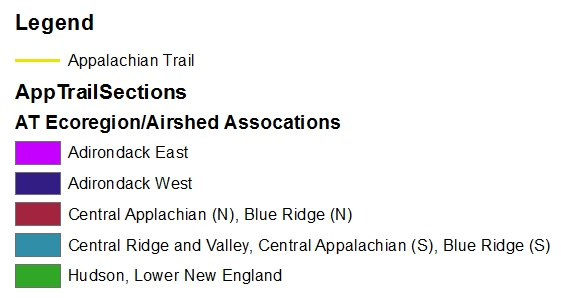 Legend
Appalachian Trail
AppTrailSections
AT Ecoregion/Airshed Assocations
Adirondack East
Adirondack West
Central Applachian (N), Blue Ridge (N)
Central Ridge and Valley, Central Appalachian (S), Blue Ridge (S)
Hudson, Lower New England